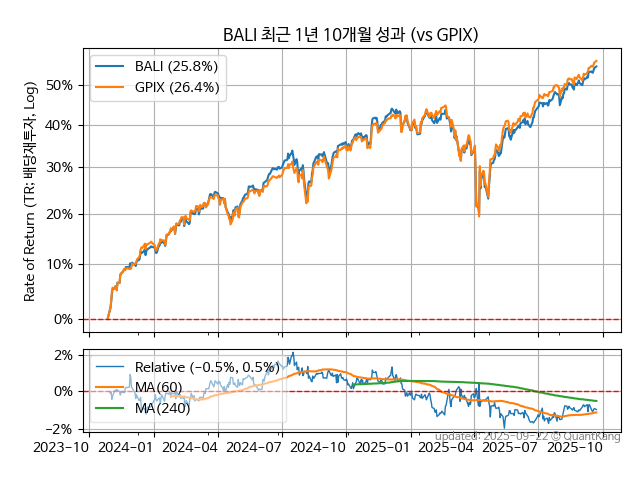 BALI 최근 1년 10개월 성과 (vs GPIX)
Rate of Return (TR; 배당재투자, Log)
BALI (25.8%)
GPIX (26.4%)
50%
40%
30%
20%
10%
0%
2%
0%
−2%
Relative (−0.5%, 0.5%)
MA(60)
MA(240)
2023-10 2024-01 2024-04 2024-07 2024-10 2025-01 2025-04 2025-07 2025-10
updated: 2025-09-22 © QuantKang